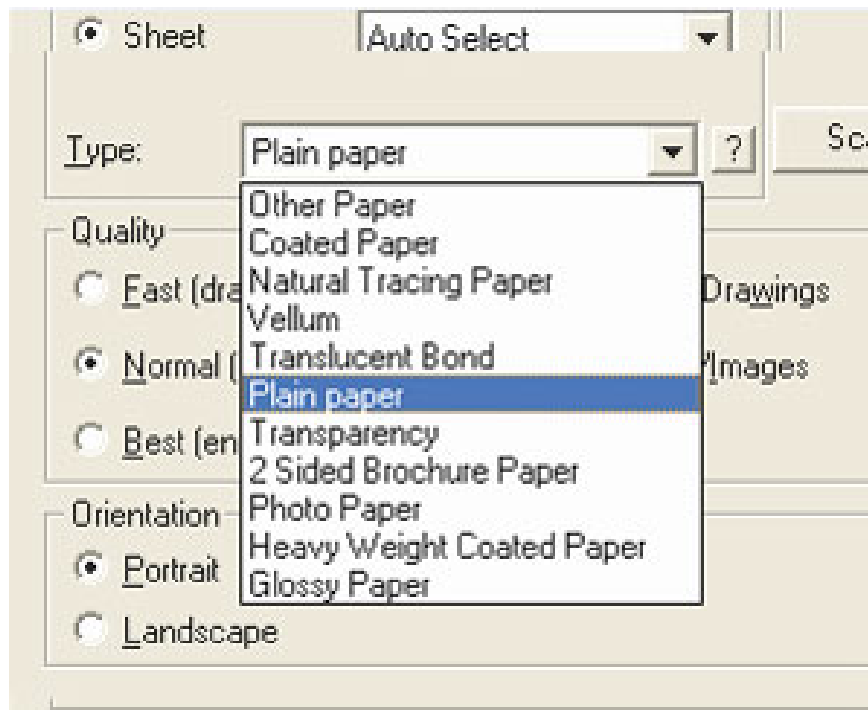 Sheet Auto Select
Type: Plain paper ? Sca
Other Paper
Quality
Coated Paper
Fast (dra Natural Tracing Paper Drawings
Vellum
Normal ( Translucent Bond Images
Plain paper
Best (en Transparency
2 Sided Brochure Paper
Orientation Photo Paper
Portrait Heavy Weight Coated Paper
Glossy Paper
Landscape